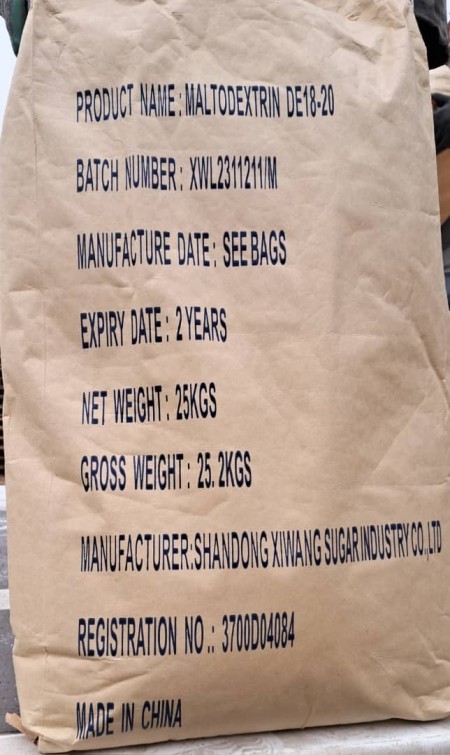 PRODUCT NAME: MALTODEXTRIN DE18-20
BATCH NUMBER: XWL2311211/M
MANUFACTURE DATE: SEE BAGS
EXPIRY DATE: 2 YEARS
NET WEIGHT: 25KGS
GROSS WEIGHT: 25.2KGS
MANUFACTURER:SHANDONG XIWANG SUGAR INDUSTRY CO.,LTD
REGISTRATION NO.: 3700D04084
MADE IN CHINA